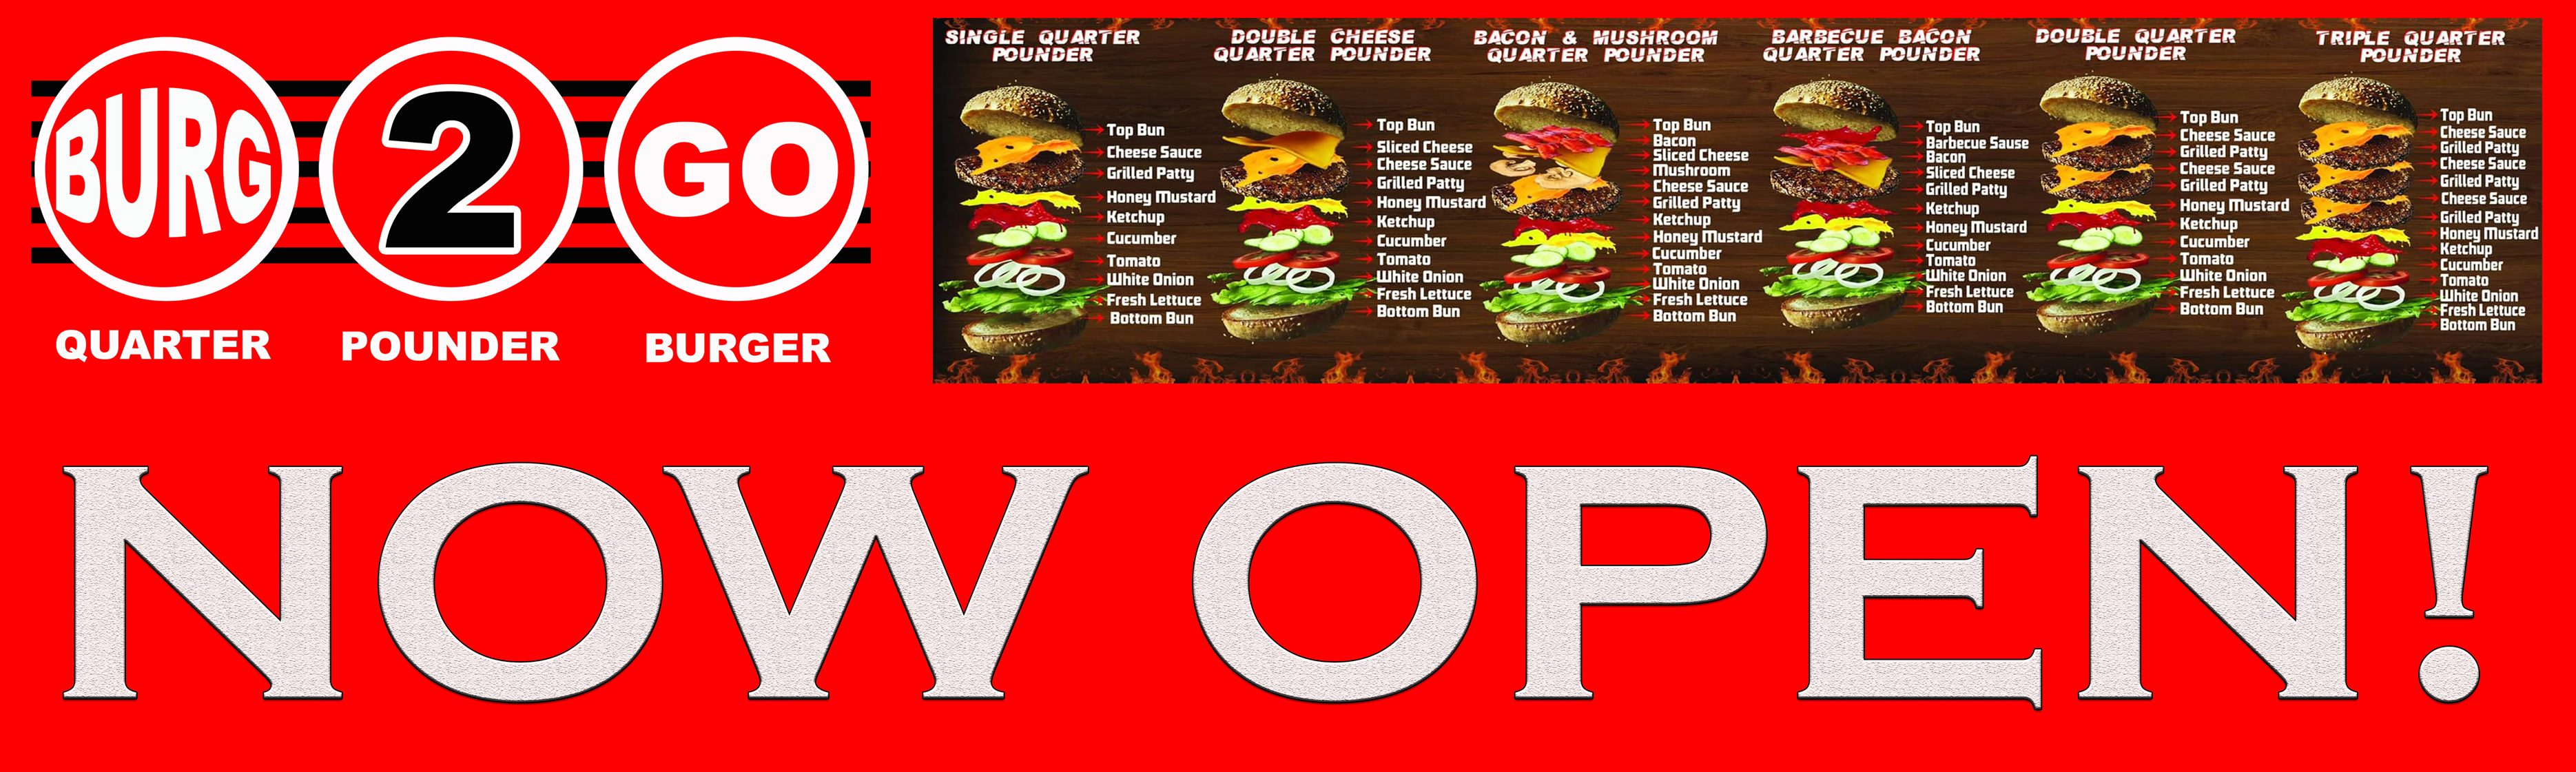 BURG 2 GO
QUARTER POUNDER BURGER
SINGLE QUARTER
POUNDER
Top Bun
Cheese Sauce
Grilled Patty
Honey Mustard
Ketchup
Cucumber
Tomato
White Onion
Fresh Lettuce
Bottom Bun
DOUBLE CHEESE
QUARTER POUNDER
Top Bun
Sliced Cheese
Cheese Sauce
Grilled Patty
Honey Mustard
Ketchup
Cucumber
Tomato
White Onion
Fresh Lettuce
Bottom Bun
BACON & MUSHROOM
QUARTER POUNDER
Top Bun
Bacon
Sliced Cheese
Mushroom
Cheese Sauce
Grilled Patty
Ketchup
Honey Mustard
Cucumber
Tomato
White Onion
Fresh Lettuce
Bottom Bun
BARBECUE BACON
QUARTER POUNDER
Top Bun
Barbecue Sause
Bacon
Sliced Cheese
Grilled Patty
Ketchup
Honey Mustard
Cucumber
Tomato
White Onion
Fresh Lettuce
Bottom Bun
DOUBLE QUARTER
POUNDER
Top Bun
Cheese Sauce
Grilled Patty
Cheese Sauce
Grilled Patty
Honey Mustard
Ketchup
Cucumber
Tomato
White Onion
Fresh Lettuce
Bottom Bun
TRIPLE QUARTER
POUNDER
Top Bun
Cheese Sauce
Grilled Patty
Cheese Sauce
Grilled Patty
Cheese Sauce
Grilled Patty
Honey Mustard
Ketchup
Cucumber
Tomato
White Onion
Fresh Lettuce
Bottom Bun
NOW OPEN!